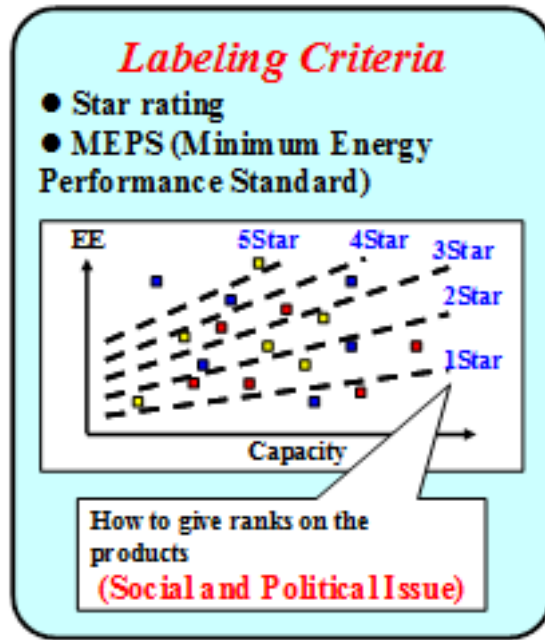 Labeling Criteria
● Star rating
● MEPS (Minimum Energy
Performance Standard)
EE
5Star
4Star
3Star
2Star
1Star
Capacity
How to give ranks on the
products
(Social and Political Issue)